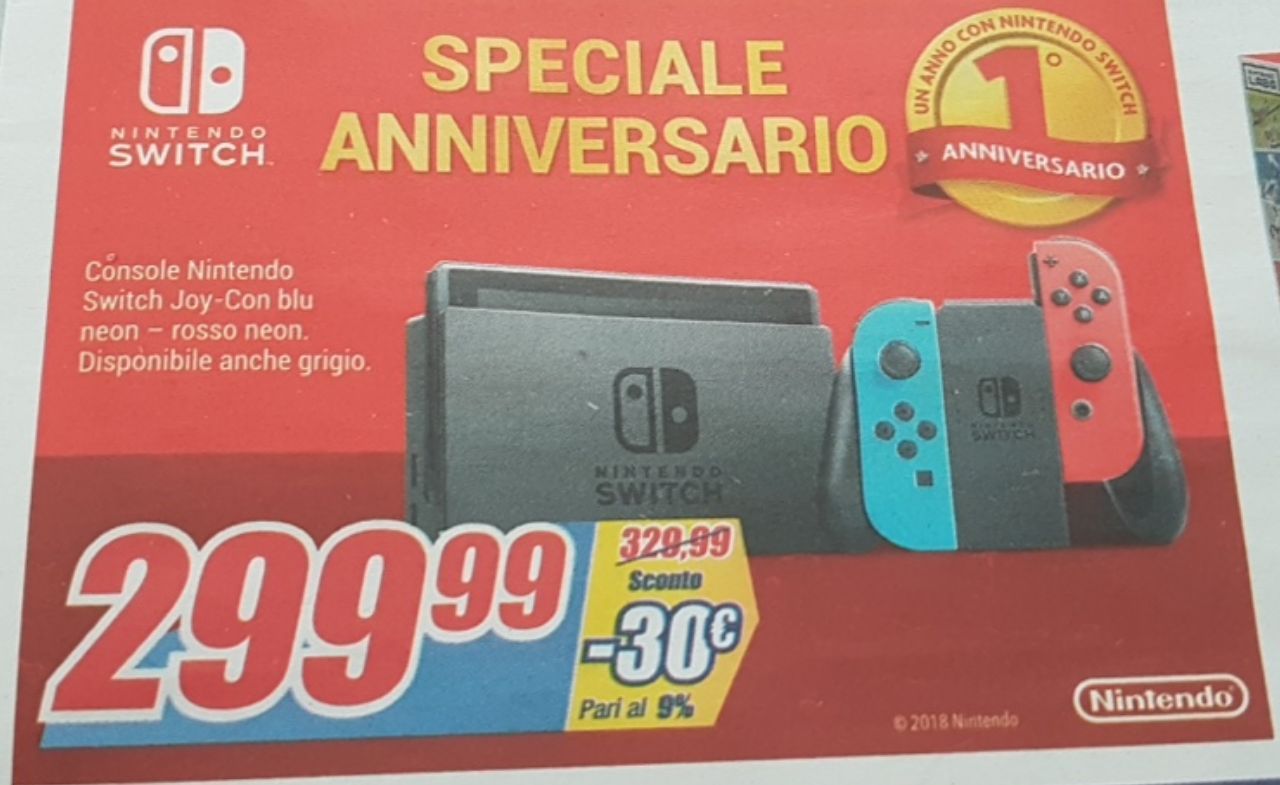 NINTENDO
SWITCH
SPECIALE
ANNIVERSARIO
UN ANNO CON NINTENDO SWITCH
1°
ANNIVERSARIO
Console Nintendo
Switch Joy-Con blu
neon – rosso neon.
Disponibile anche grigio.
NINTENDO
SWITCH
NINTENDO
SWITCH
299 99
329,99
Sconto
-30€
Pari al 9%
© 2018 Nintendo
Nintendo